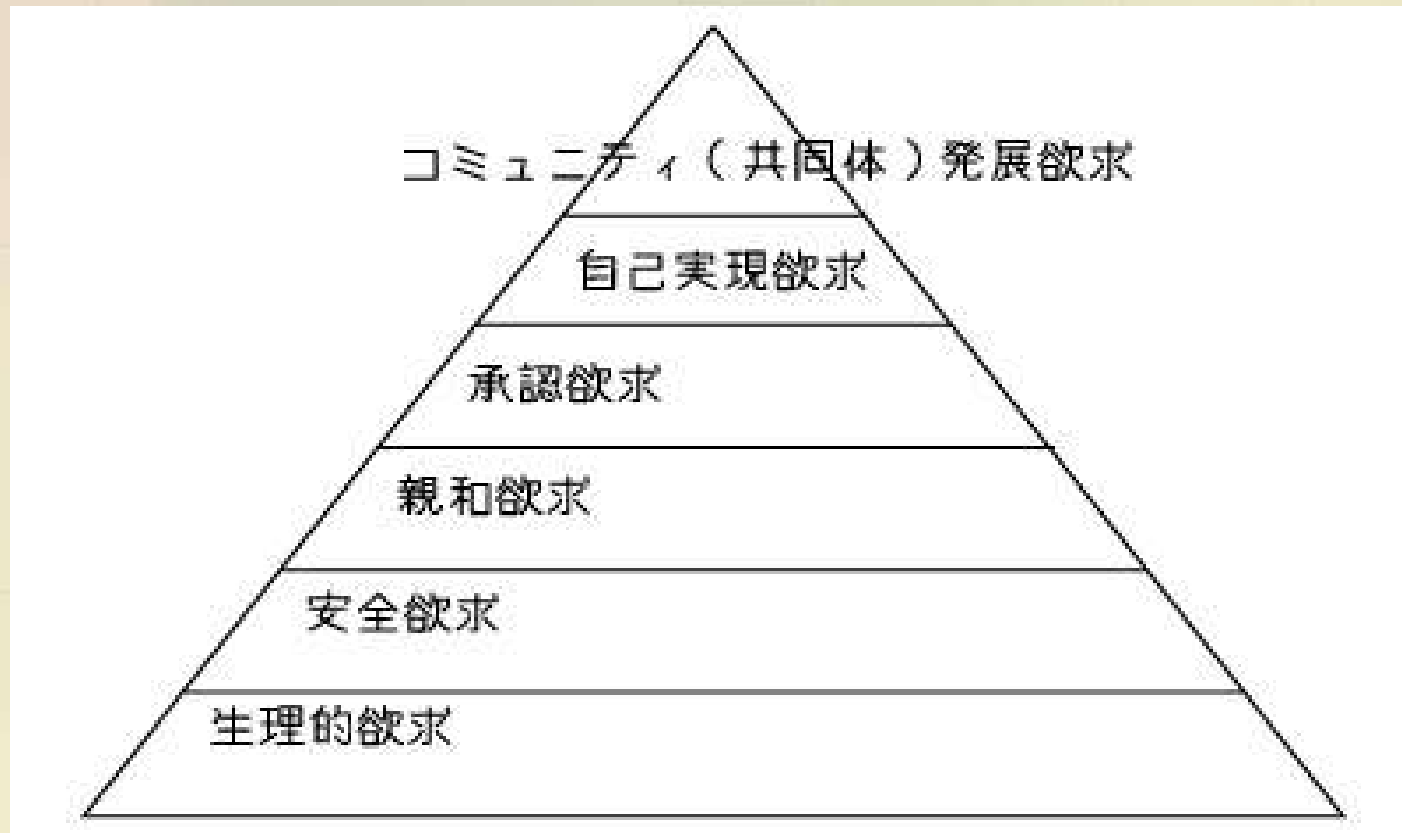 コミュニティ(共同体)発展欲求
自己実現欲求
承認欲求
親和欲求
安全欲求
生理的欲求